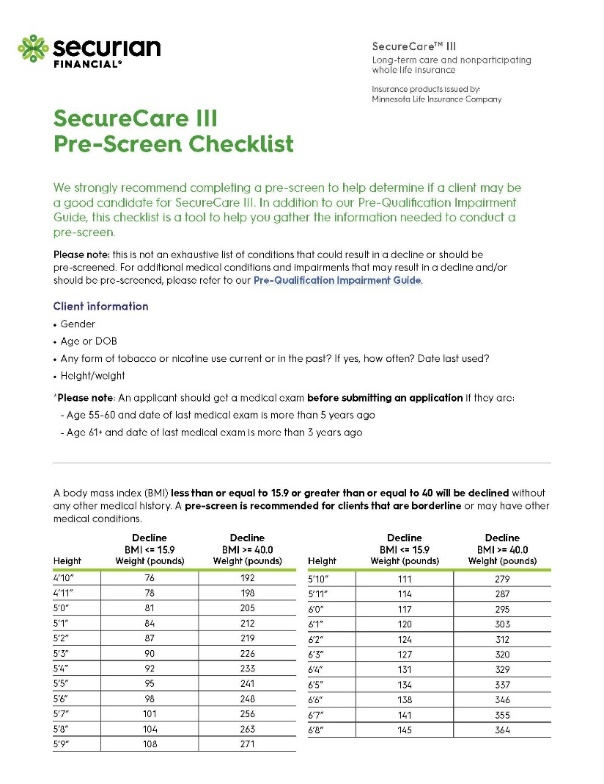 securian
FINANCIAL®
SecureCare™ III
Long-term care and nonparticipating
whole life insurance
Insurance products issued by:
Minnesota Life Insurance Company
SecureCare III
Pre-Screen Checklist
We strongly recommend completing a pre-screen to help determine if a client may be
a good candidate for SecureCare III. In addition to our Pre-Qualification Impairment
Guide, this checklist is a tool to help you gather the information needed to conduct a
pre-screen.
Please note: this is not an exhaustive list of conditions that could result in a decline or should be
pre-screened. For additional medical conditions and impairments that may result in a decline and/or
should be pre-screened, please refer to our Pre-Qualification Impairment Guide.
Client information
• Gender
• Age or DOB
• Any form of tobacco or nicotine use current or in the past? If yes, how often? Date last used?
• Height/weight
*Please note: An applicant should get a medical exam before submitting an application if they are:
- Age 55-60 and date of last medical exam is more than 5 years ago
- Age 61+ and date of last medical exam is more than 3 years ago
A body mass index (BMI) less than or equal to 15.9 or greater than or equal to 40 will be declined without
any other medical history. A pre-screen is recommended for clients that are borderline or may have other
medical conditions.
Decline Decline
BMI <= 15.9 BMI >= 40.0
Height Weight (pounds) Weight (pounds)
4'10" 76 192
4'11" 78 198
5'0" 81 205
5'1" 84 212
5'2" 87 219
5'3" 90 226
5'4" 92 233
5'5" 95 241
5'6" 98 248
5'7" 101 256
5'8" 104 263
5'9" 108 271
Decline Decline
BMI <= 15.9 BMI >= 40.0
Height Weight (pounds) Weight (pounds)
5'10" 111 279
5'11" 114 287
6'0" 117 295
6'1" 120 303
6'2" 124 312
6'3" 127 320
6'4" 131 329
6'5" 134 337
6'6" 138 346
6'7" 141 355
6'8" 145 364